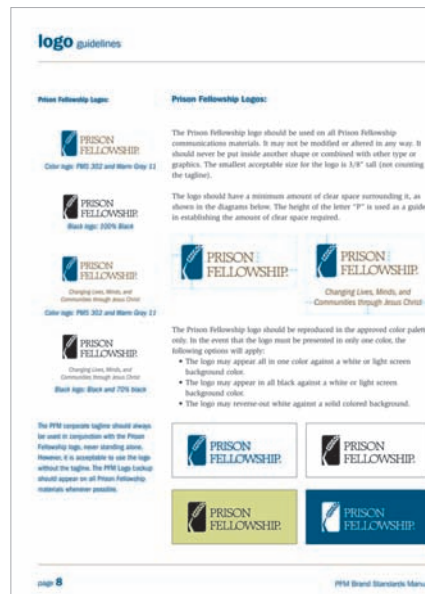 logo guidelines
Prison Fellowship Logos:
PRISON
FELLOWSHIP.
Color logo: PMS 302 and Warm Gray 11
PRISON
FELLOWSHIP.
Black logo: 100% Black
PRISON
FELLOWSHIP.
Changing Lives, Minds, and
Communities through Jesus Christ
Color logo: PMS 302 and Warm Gray 11
PRISON
FELLOWSHIP.
Changing Lives, Minds, and
Communities through Jesus Christ
Black logo: Black and 70% black
The PFM corporate tagline should always
be used in conjunction with the Prison
Fellowship logo, never standing alone.
However, it is acceptable to use the logo
without the tagline. The PFM Logo Lockup
should appear on all Prison Fellowship
materials whenever possible.
Prison Fellowship Logos:
The Prison Fellowship logo should be used on all Prison Fellowship
communications materials. It may not be modified or altered in any way. It
should never be put inside another shape or combined with other type or
graphics. The smallest acceptable size for the logo is 3/8" tall (not counting
the tagline).
The logo should have a minimum amount of clear space surrounding it, as
shown in the diagrams below. The height of the letter "P" is used as a guide
in establishing the amount of clear space required.
PRISON
FELLOWSHIP.
PRISON
FELLOWSHIP.
Changing Lives, Minds, and
Communities through Jesus Christ
The Prison Fellowship logo should be reproduced in the approved color palet
only. In the event that the logo must be presented in only one color, the
following options will apply:
• The logo may appear all in one color against a white or light screen
background color.
• The logo may appear in all black against a white or light screen
background color.
• The logo may reverse-out white against a solid colored background.
PRISON
FELLOWSHIP.
PRISON
FELLOWSHIP.
PRISON
FELLOWSHIP.
PRISON
FELLOWSHIP.
page 8
PFM Brand Standards Manu